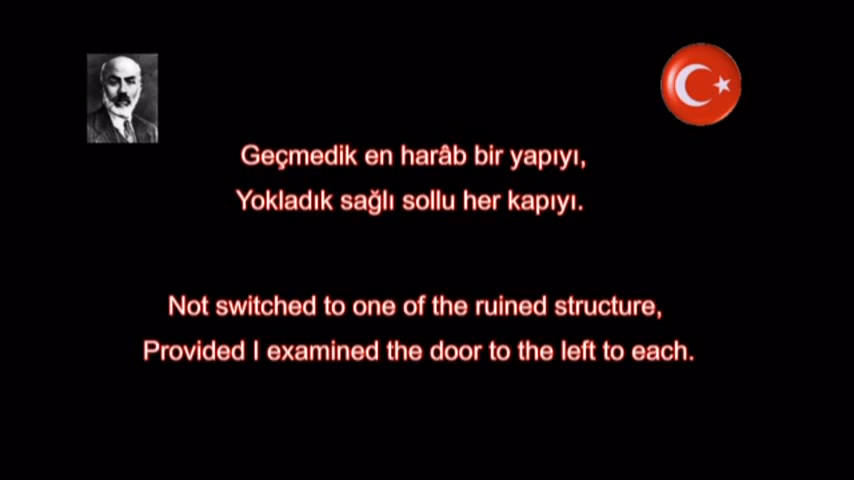 Geçmedik en harâb bir yapıyı,
Yokladık sağlı sollu her kapıyı.
Not switched to one of the ruined structure,
Provided I examined the door to the left to each.